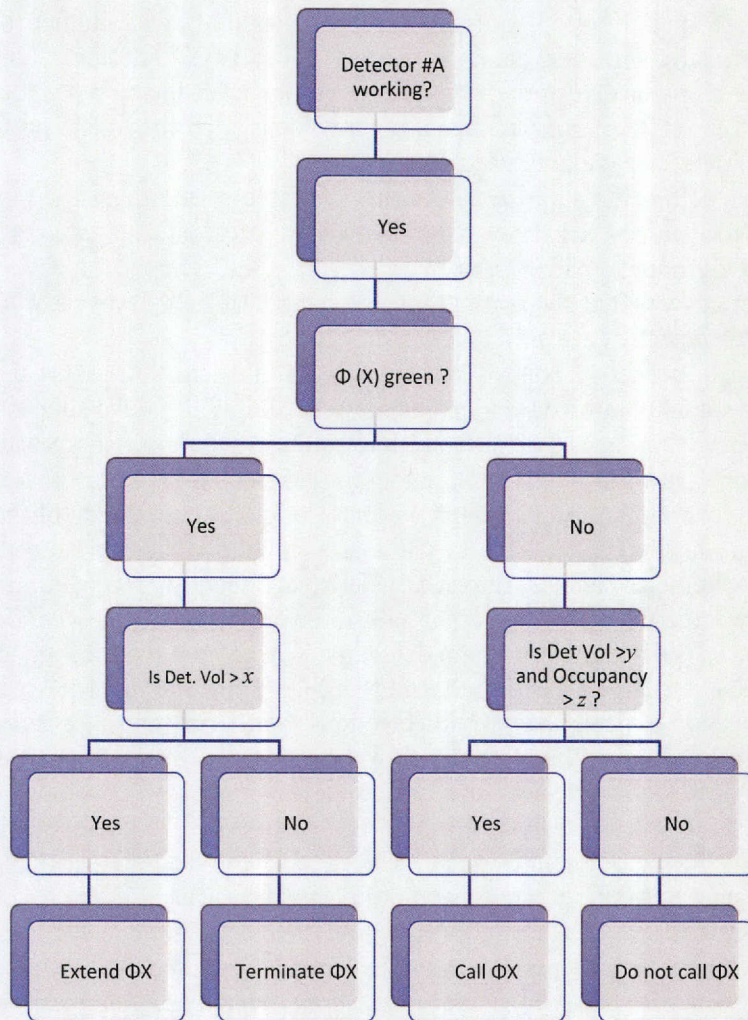 Detector #A
working?
Yes
Φ (X) green ?
Yes
No
Is Det. Vol > x
Is Det Vol >y
and Occupancy
> z ?
Yes
No
Yes
No
Extend ΦX
Terminate ΦX
Call ΦX
Do not call ΦX